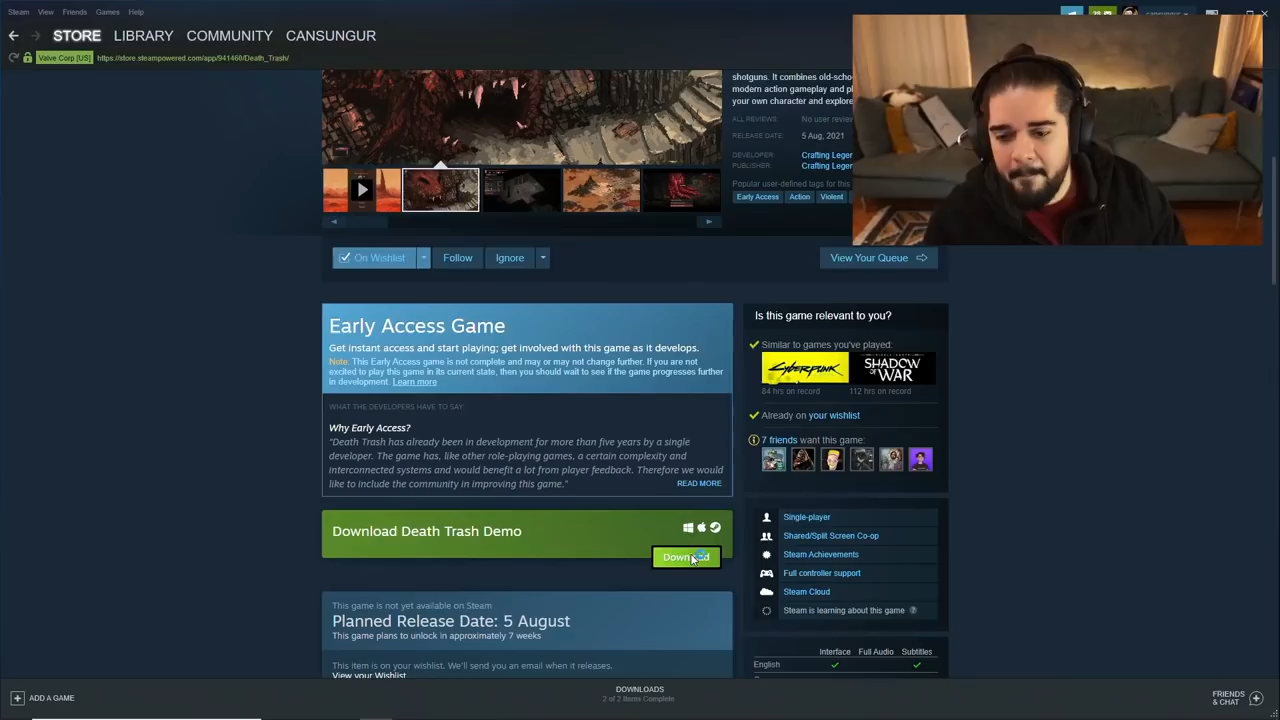 Steam View Friends Games Help
cansungur
STORE LIBRARY COMMUNITY CANSUNGUR
Valve Corp [US] https://store.steampowered.com/app/941460/Death_Trash/
shotguns. It combines old-scho
modern action gameplay and pl
your own character and explore
ALL REVIEWS: No user review
RELEASE DATE: 5 Aug, 2021
DEVELOPER: Crafting Legen
PUBLISHER: Crafting Legen
Popular user-defined tags for this
Early Access Action Violent
On Wishlist Follow Ignore View Your Queue
Early Access Game
Get instant access and start playing; get involved with this game as it develops.
Note: This Early Access game is not complete and may or may not change further. If you are not
excited to play this game in its current state, then you should wait to see if the game progresses further
in development. Learn more
WHAT THE DEVELOPERS HAVE TO SAY:
Why Early Access?
"Death Trash has already been in development for more than five years by a single
developer. The game has, like other role-playing games, a certain complexity and
interconnected systems and would benefit a lot from player feedback. Therefore we would
like to include the community in improving this game."
READ MORE
Download Death Trash Demo
Download
This game is not yet available on Steam
Planned Release Date: 5 August
This game plans to unlock in approximately 7 weeks
This item is on your wishlist. We'll send you an email when it releases.
View your Wishlist
Is this game relevant to you?
Similar to games you've played:
CYBERPUNK
SHADOW
OF WAR
84 hrs on record 112 hrs on record
Already on your wishlist
7 friends want this game:
Single-player
Shared/Split Screen Co-op
Steam Achievements
Full controller support
Steam Cloud
Steam is learning about this game ?
Interface Full Audio Subtitles
English
ADD A GAME
DOWNLOADS
2 of 2 Items Complete
FRIENDS
& CHAT